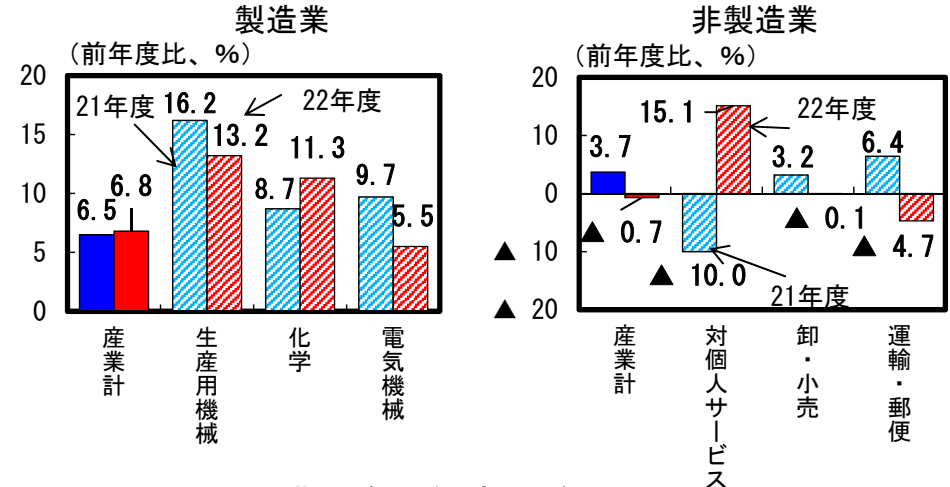 製造業
(前年度比、%)
20
15
10
5
0
21年度
22年度
6.5
6.8
16.2
13.2
8.7
11.3
9.7
5.5
産業計
生産用機械
化学
電気機械
非製造業
(前年度比、%)
20
10
0
▲ 10
▲ 20
22年度
21年度
3.7
▲ 0.7
▲ 10.0
15.1
3.2
▲ 0.1
6.4
▲ 4.7
産業計
対個人サービス
卸・小売
運輸・郵便